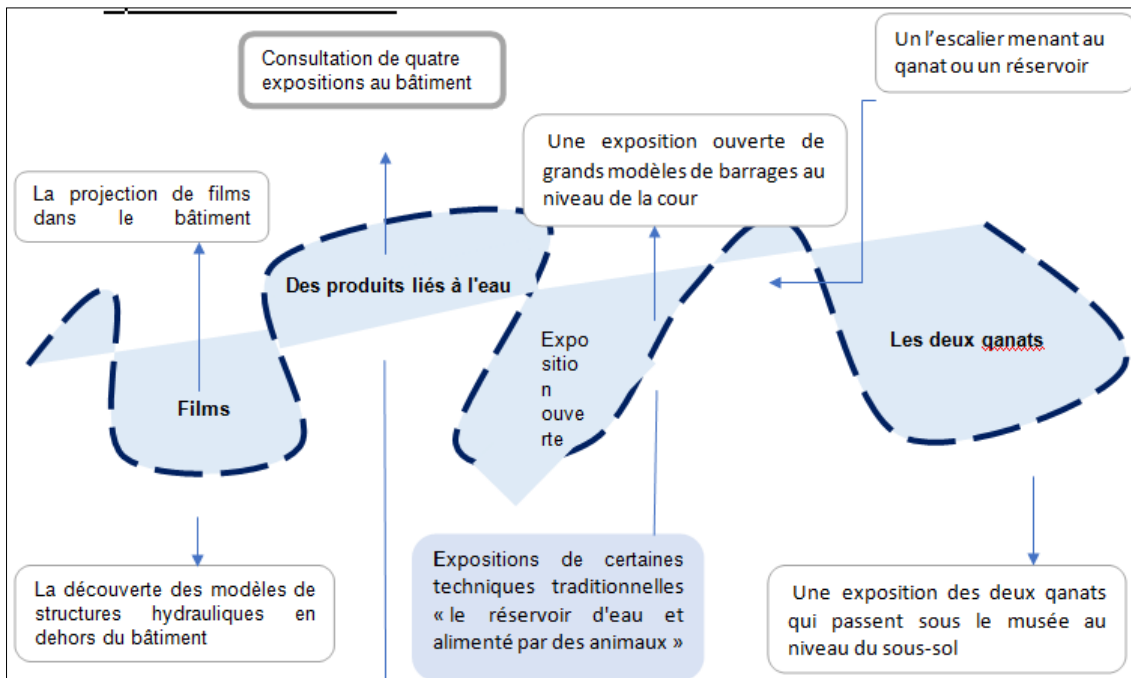 Consultation de quatre
expositions au bâtiment
Un l'escalier menant au
qanat ou un réservoir
Une exposition ouverte de
grands modèles de barrages au
niveau de la cour
La projection de films
dans le bâtiment
Des produits liés à l'eau
Expo
sitio
n
ouve
rte
Les deux qanats
Films
Expositions de certaines
techniques traditionnelles
« le réservoir d'eau et
alimenté par des animaux »
La découverte des modèles de
structures hydrauliques en
dehors du bâtiment
Une exposition des deux qanats
qui passent sous le musée au
niveau du sous-sol